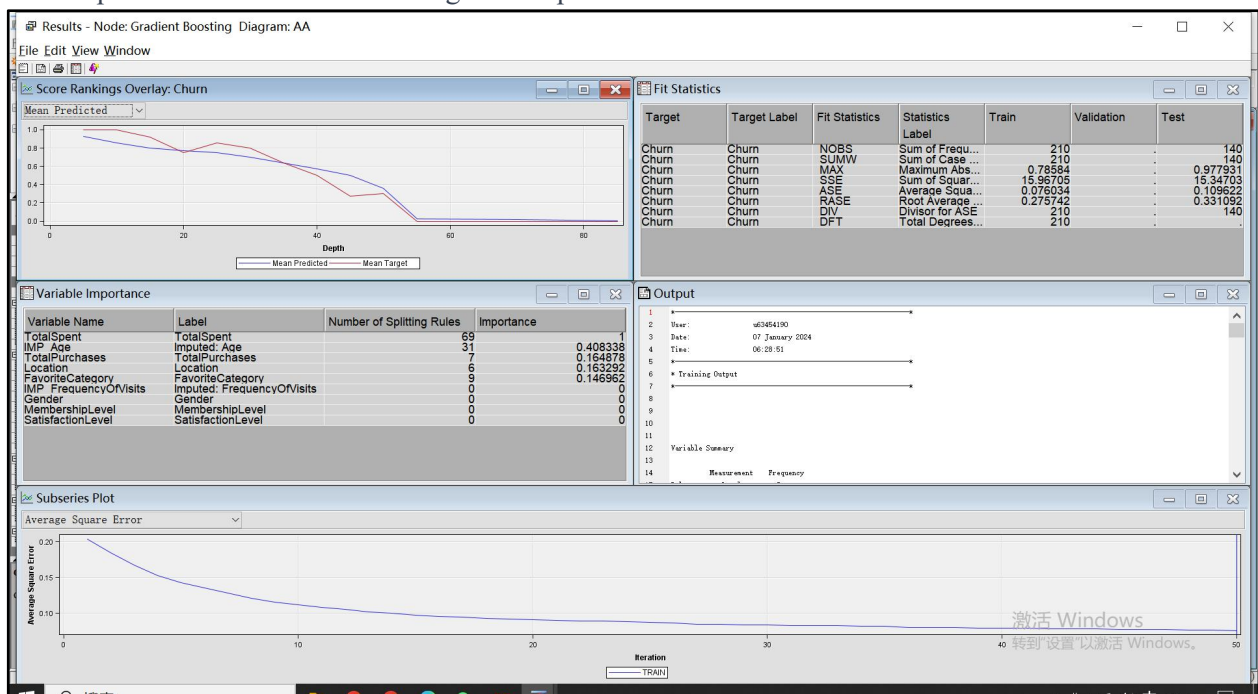 Results - Node: Gradient Boosting Diagram: AA
File Edit View Window
Score Rankings Overlay: Churn
Mean Predicted
1.0
0.8
0.6
0.4
0.2
0.0
0 20 40 60 80
Depth
Mean Predicted Mean Target
Fit Statistics
Target Target Label Fit Statistics Statistics Label Train Validation Test
Churn Churn NOBS Sum of Frequ... 210 . 140
Churn Churn SUMW Sum of Case ... 210 . 140
Churn Churn MAX Maximum Abs... 0.78584 . 0.977931
Churn Churn SSE Sum of Squar... 15.96705 . 15.34703
Churn Churn ASE Average Squa... 0.076034 . 0.109622
Churn Churn RASE Root Average ... 0.275742 . 0.331092
Churn Churn DIV Divisor for ASE 210 . 140
Churn Churn DFT Total Degrees... 210 . .
Variable Importance
Variable Name Label Number of Splitting Rules Importance
TotalSpent TotalSpent 69 1
IMP_Age Imputed: Age 31 0.408338
TotalPurchases TotalPurchases 7 0.164878
Location Location 6 0.163292
FavoriteCategory FavoriteCategory 9 0.146962
IMP_FrequencyOfVisits Imputed: FrequencyOfVisits 0 0
Gender Gender 0 0
MembershipLevel MembershipLevel 0 0
SatisfactionLevel SatisfactionLevel 0 0
Output
1 *------------------------------------------------------------*
2 User: u63454190
3 Date: 07 January 2024
4 Time: 06:28:51
5 *------------------------------------------------------------*
6 * Training Output
7 *------------------------------------------------------------*
8
9
10
11
12 Variable Summary
13
14 Measurement Frequency
Subseries Plot
Average Square Error
Average Square Error
0.20
0.15
0.10
0 10 20 30 40 50
Iteration
TRAIN
激活 Windows
转到"设置"以激活 Windows。